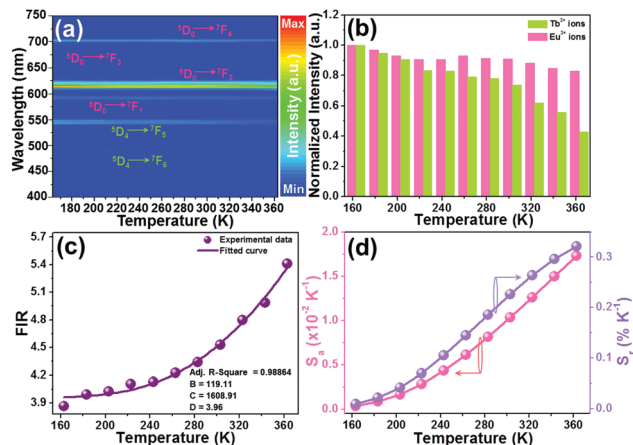 (a)
Wavelength (nm)
750
700
650
600
550
500
450
400
⁵D₀→⁷F₄
⁵D₀→⁷F₃
⁵D₀→⁷F₂
⁵D₀→⁷F₁
⁵D₄→⁷F₅
⁵D₄→⁷F₆
180 200 220 240 260 280 300 320 340 360
Temperature (K)
Max
Intensity (a.u.)
Min
(b)
Tb³⁺ ions
Eu³⁺ ions
Normalized Intensity (a.u.)
1.2
1.0
0.8
0.6
0.4
0.2
0.0
160 200 240 280 320 360
Temperature (K)
(c)
Experimental data
Fitted curve
FIR
5.4
5.1
4.8
4.5
4.2
3.9
Adj. R-Square = 0.98864
B = 119.11
C = 1608.91
D = 3.96
160 200 240 280 320 360
Temperature (K)
(d)
Sₐ (x10⁻² K⁻¹)
2.0
1.5
1.0
0.5
0.0
0.3
0.2
0.1
0.0
Sᵣ (% K⁻¹)
160 200 240 280 320 360
Temperature (K)